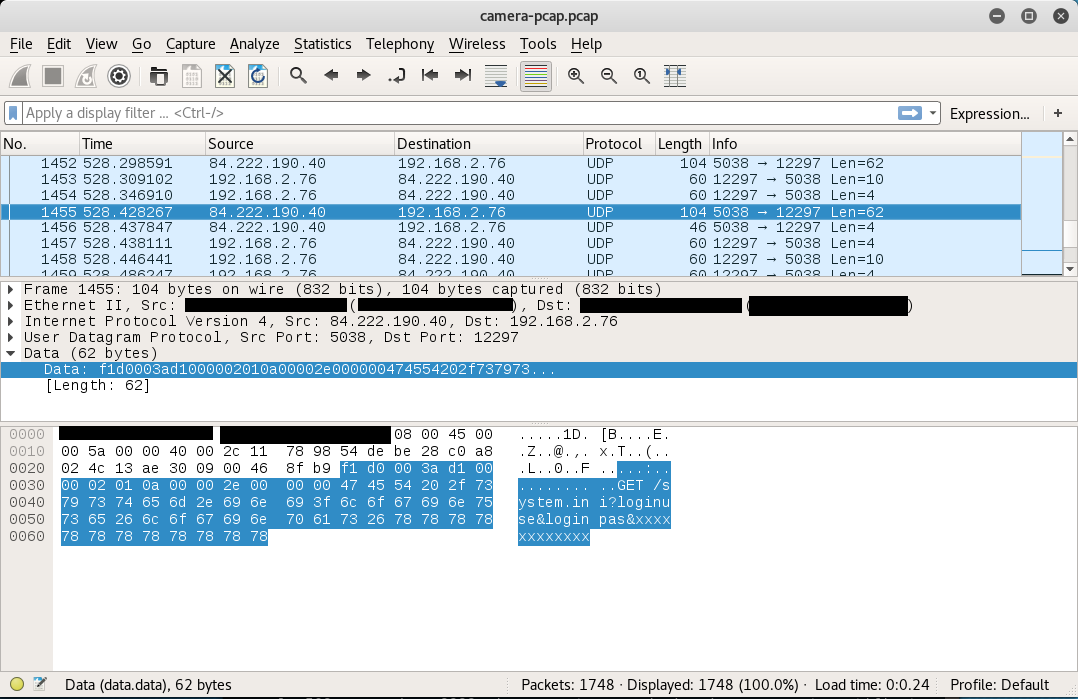 camera-pcap.pcap
File Edit View Go Capture Analyze Statistics Telephony Wireless Tools Help
Apply a display filter ... <Ctrl-/> Expression... +
No. Time Source Destination Protocol Length Info
1452 528.298591 84.222.190.40 192.168.2.76 UDP 104 5038 → 12297 Len=62
1453 528.309102 192.168.2.76 84.222.190.40 UDP 60 12297 → 5038 Len=10
1454 528.346910 192.168.2.76 84.222.190.40 UDP 60 12297 → 5038 Len=4
1455 528.428267 84.222.190.40 192.168.2.76 UDP 104 5038 → 12297 Len=62
1456 528.437847 84.222.190.40 192.168.2.76 UDP 46 5038 → 12297 Len=4
1457 528.438111 192.168.2.76 84.222.190.40 UDP 60 12297 → 5038 Len=4
1458 528.446441 192.168.2.76 84.222.190.40 UDP 60 12297 → 5038 Len=10
1459 528.486247 192.168.2.76 84.222.190.40 UDP 60 12297 → 5038 Len=4
Frame 1455: 104 bytes on wire (832 bits), 104 bytes captured (832 bits)
Ethernet II, Src: ( ), Dst: ( )
Internet Protocol Version 4, Src: 84.222.190.40, Dst: 192.168.2.76
User Datagram Protocol, Src Port: 5038, Dst Port: 12297
Data (62 bytes)
Data: f1d0003ad1000002010a00002e000000474554202f737973...
[Length: 62]
0000 08 00 45 00 .....1D. [B....E.
0010 00 5a 00 00 40 00 2c 11 78 98 54 de be 28 c0 a8 .Z..@.,. x.T..(..
0020 02 4c 13 ae 30 09 00 46 8f b9 f1 d0 00 3a d1 00 .L..0..F .....:..
0030 00 02 01 0a 00 00 2e 00 00 00 47 45 54 20 2f 73 ........ ..GET /s
0040 79 73 74 65 6d 2e 69 6e 69 3f 6c 6f 67 69 6e 75 ystem.in i?loginu
0050 73 65 26 6c 6f 67 69 6e 70 61 73 26 78 78 78 78 se&login pas&xxxx
0060 78 78 78 78 78 78 78 78 xxxxxxxx
Data (data.data), 62 bytes Packets: 1748 · Displayed: 1748 (100.0%) · Load time: 0:0.24 Profile: Default